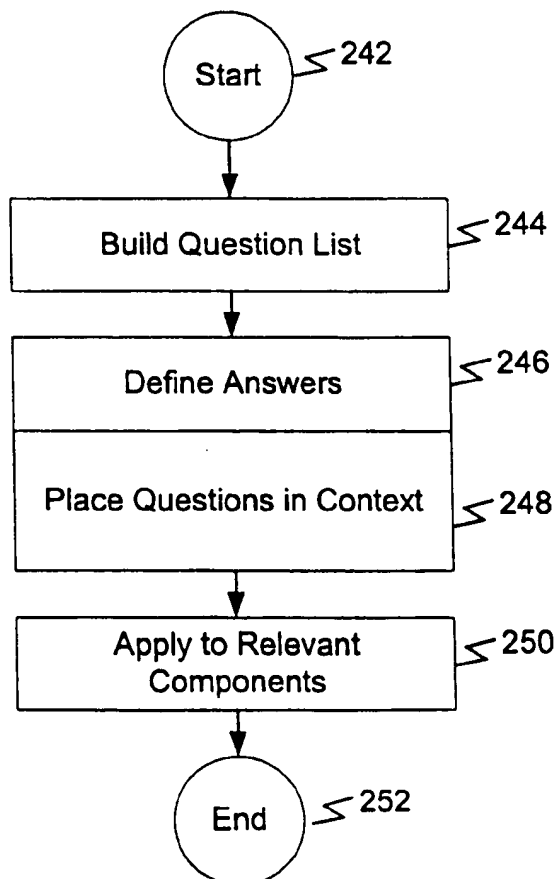 Start
242
Build Question List
244
Define Answers
246
Place Questions in Context
248
Apply to Relevant
Components
250
End
252